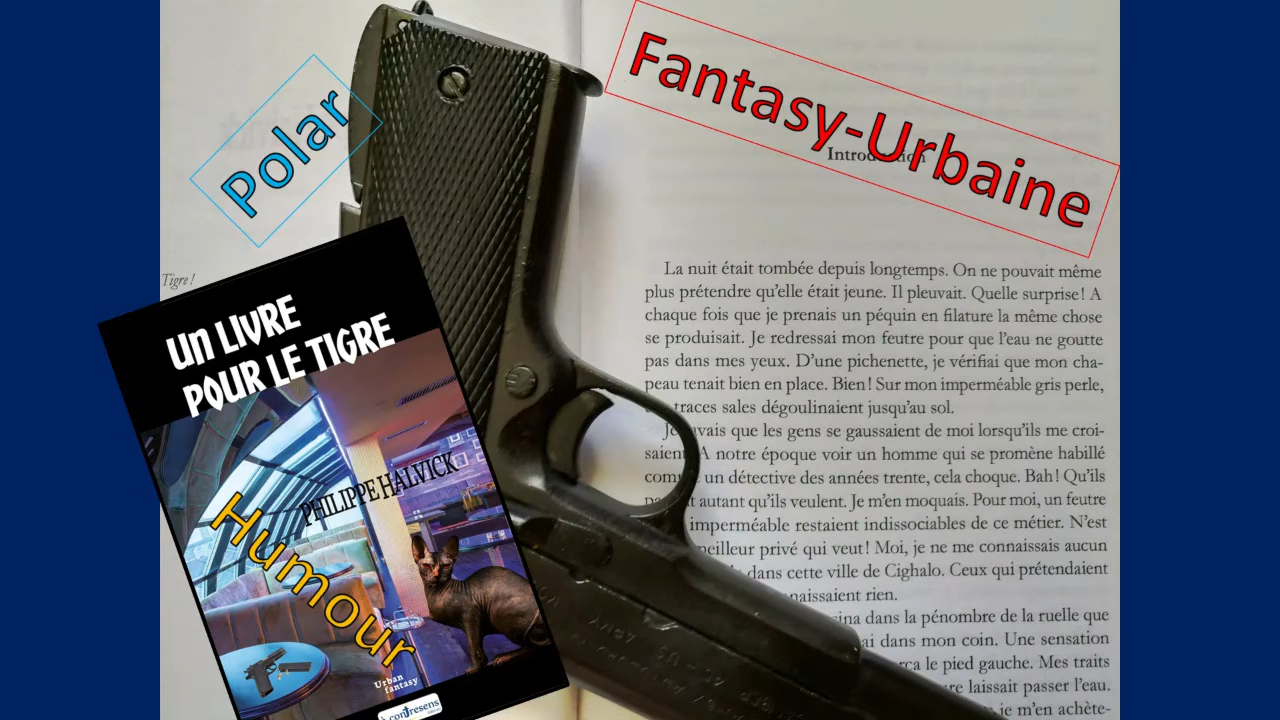 Fantasy-Urbaine
Polar
Introduction
Tigre !
UN LIVRE
POUR LE TIGRE
PHILIPPE HALVICK
Humour
Urban
fantasy
à contresens
La nuit était tombée depuis longtemps. On ne pouvait même
plus prétendre qu'elle était jeune. Il pleuvait. Quelle surprise ! A
chaque fois que je prenais un péquin en filature la même chose
se produisait. Je redressai mon feutre pour que l'eau ne goutte
pas dans mes yeux. D'une pichenette, je vérifiai que mon cha-
peau tenait bien en place. Bien ! Sur mon imperméable gris perle,
traces sales dégoulinaient jusqu'au sol.
Je avais que les gens se gaussaient de moi lorsqu'ils me croi-
saient A notre époque voir un homme qui se promène habillé
comm un détective des années trente, cela choque. Bah ! Qu'ils
autant qu'ils veulent. Je m'en moquais. Pour moi, un feutre
imperméable restaient indissociables de ce métier. N'est
meilleur privé qui veut ! Moi, je ne me connaissais aucun
dans cette ville de Cighalo. Ceux qui prétendaient
naissaient rien.
ina dans la pénombre de la ruelle que
ai dans mon coin. Une sensation
rça le pied gauche. Mes traits
re laissait passer l'eau.
je m'en achète-